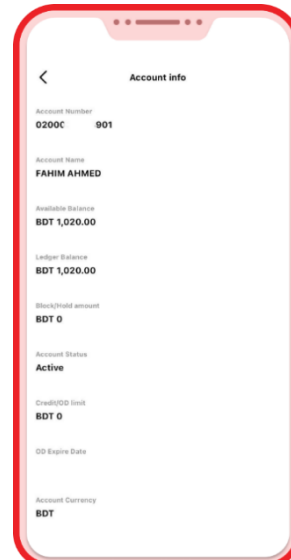 Account info
Account Number
0200 901
Account Name
FAHIM AHMED
Available Balance
BDT 1,020.00
Ledger Balance
BDT 1,020.00
Block/Hold amount
BDT 0
Account Status
Active
Credit/OD limit
BDT 0
OD Expire Date
Account Currency
BDT